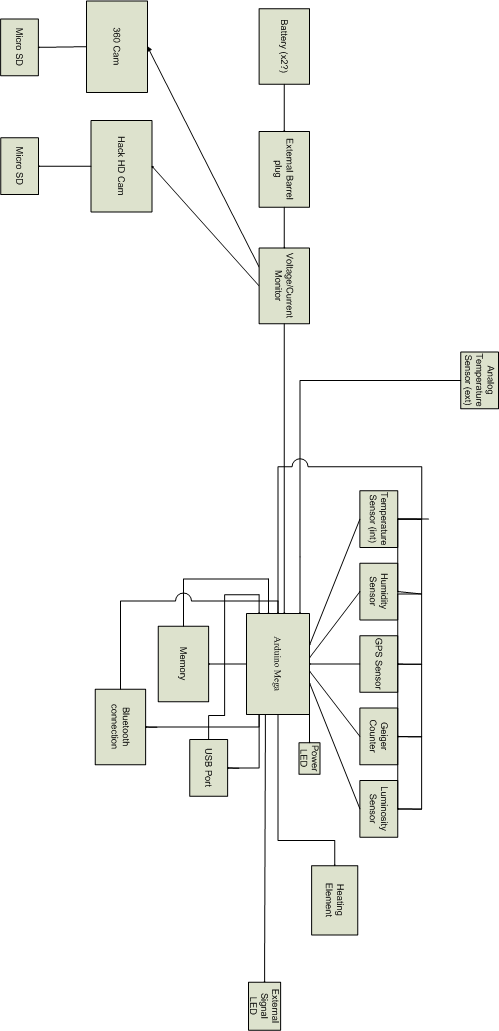 Micro SD
360 Cam
Battery (x2?)
Micro SD
Hack HD Cam
External Barrel
plug
Voltage/Current
Monitor
Analog
Temperature
Sensor (ext)
Temperature
Sensor (int)
Humidity
Sensor
GPS Sensor
Geiger
Counter
Luminosity
Sensor
Arduino Mega
Memory
Bluetooth
connection
USB Port
Power
LED
Heating
Element
External
Signal
LED